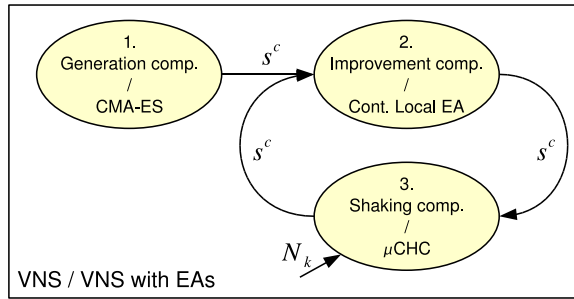 1.
Generation comp.
/
CMA-ES
s^c
2.
Improvement comp.
/
Cont. Local EA
s^c
s^c
3.
Shaking comp.
/
μCHC
N_k
VNS / VNS with EAs